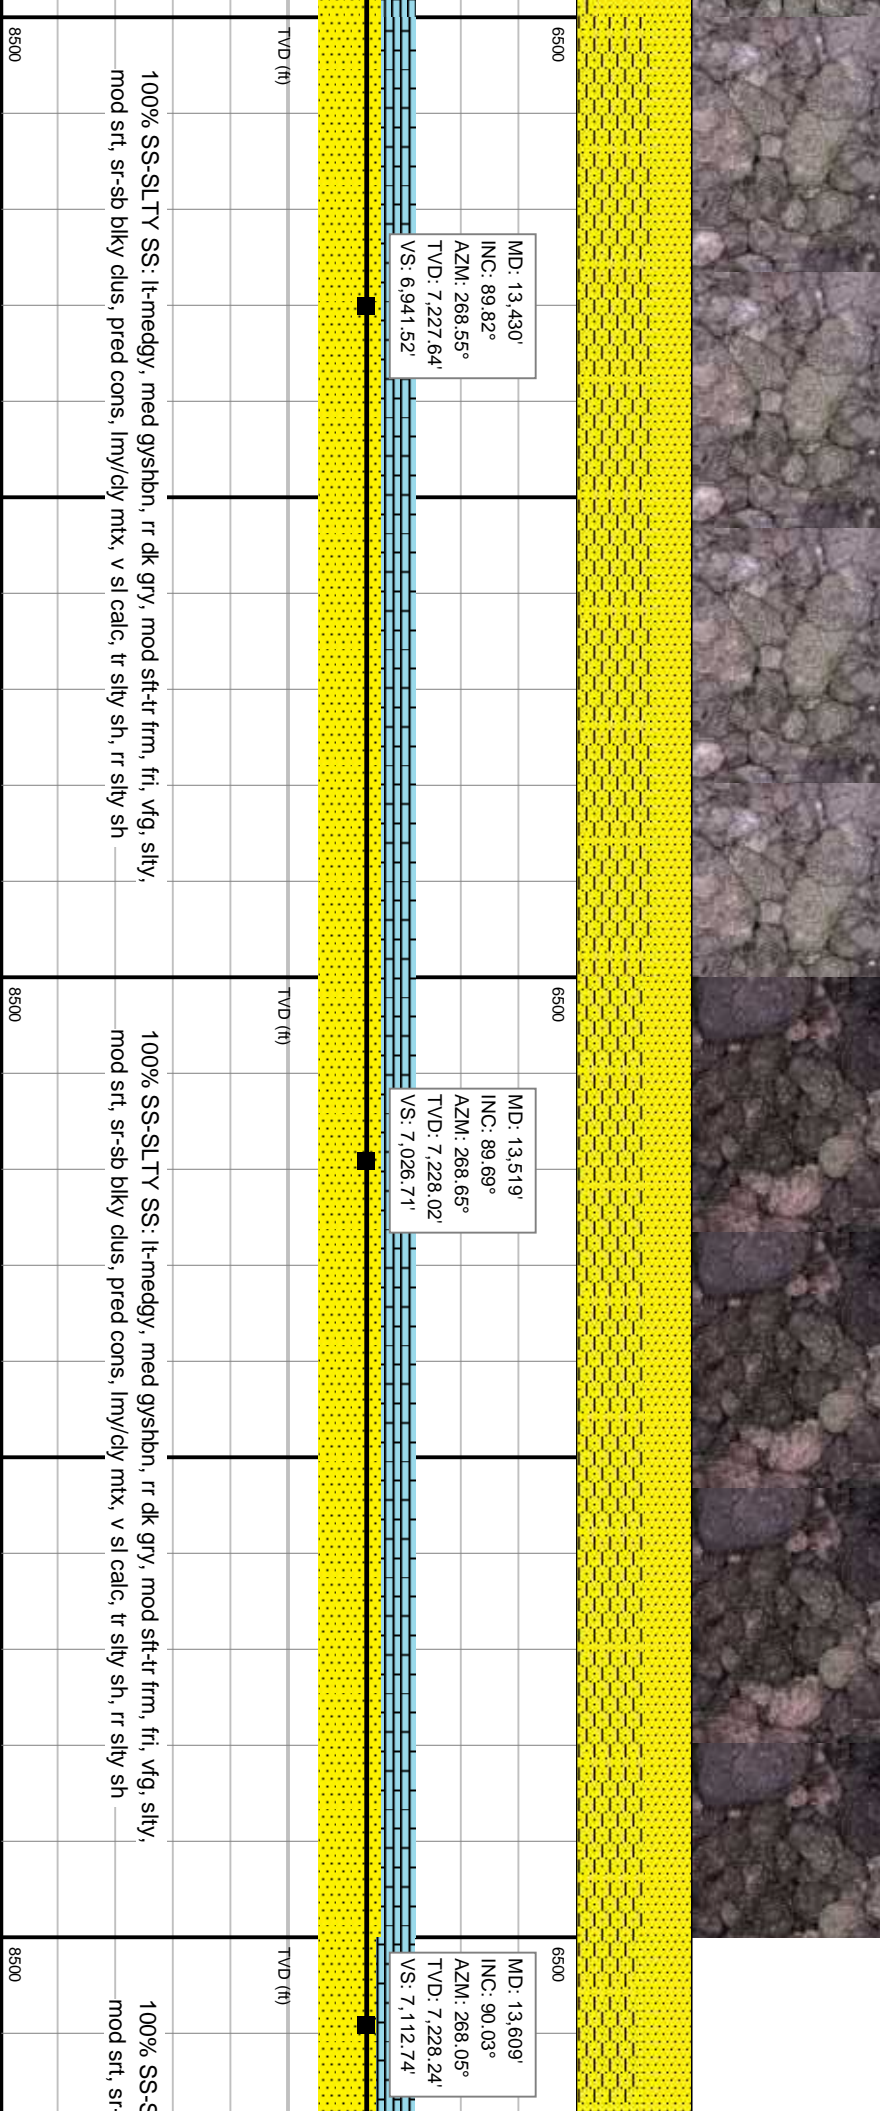 6500
TVD (ft)
8500
MD: 13,430'
INC: 89.82°
AZM: 268.55°
TVD: 7,227.64'
VS: 6,941.52'
100% SS-SLTY SS: lt-medgy, med gyshbn, rr dk gry, mod sft-tr frm, fri, vfg, slty,
mod srt, sr-sb blky clus, pred cons, lmy/cly mtx, v sl calc, tr slty sh, rr slty sh
6500
TVD (ft)
8500
MD: 13,519'
INC: 89.69°
AZM: 268.65°
TVD: 7,228.02'
VS: 7,026.71'
100% SS-SLTY SS: lt-medgy, med gyshbn, rr dk gry, mod sft-tr frm, fri, vfg, slty,
mod srt, sr-sb blky clus, pred cons, lmy/cly mtx, v sl calc, tr slty sh, rr slty sh
6500
TVD (ft)
8500
MD: 13,609'
INC: 90.03°
AZM: 268.05°
TVD: 7,228.24'
VS: 7,112.74'
100% SS-S
mod srt, sr-